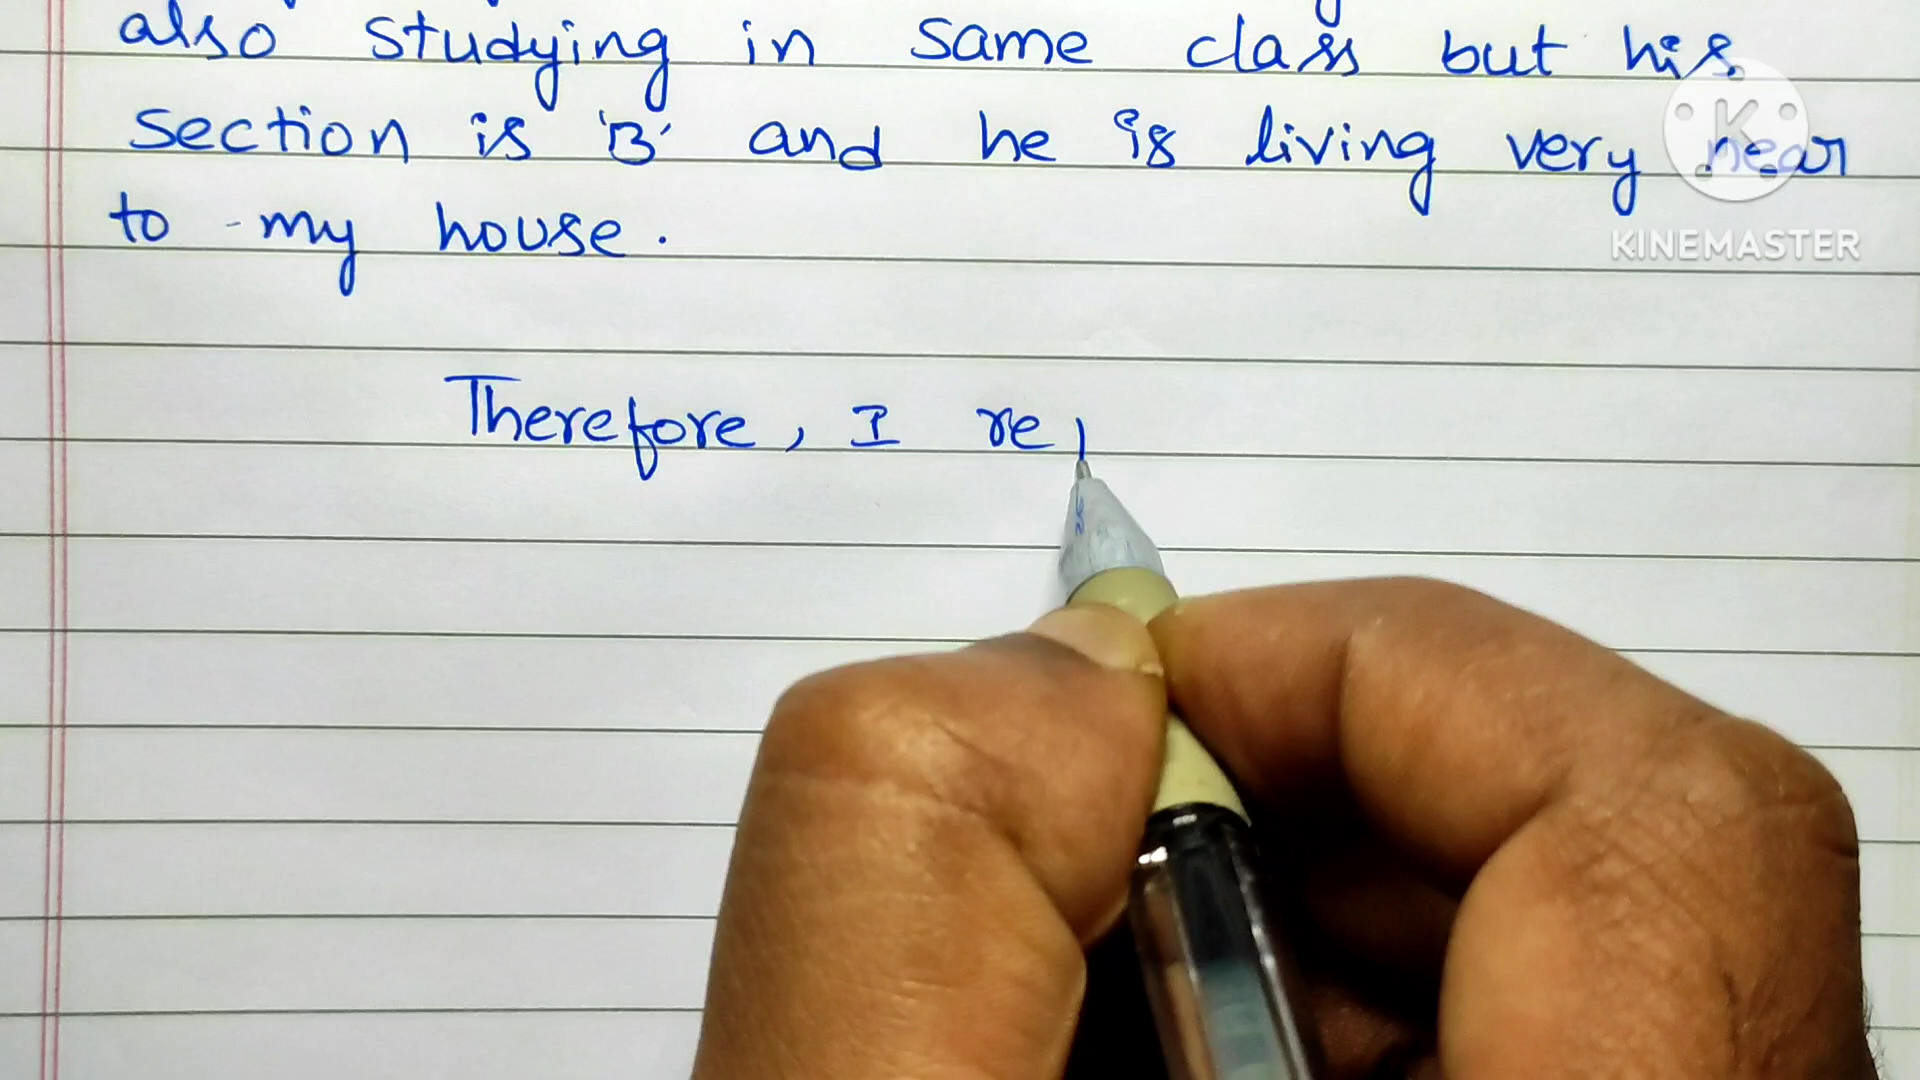 also studying in same class but his
section is 'B' and he is living very near
to my house.
Therefore, I re
KINEMASTER